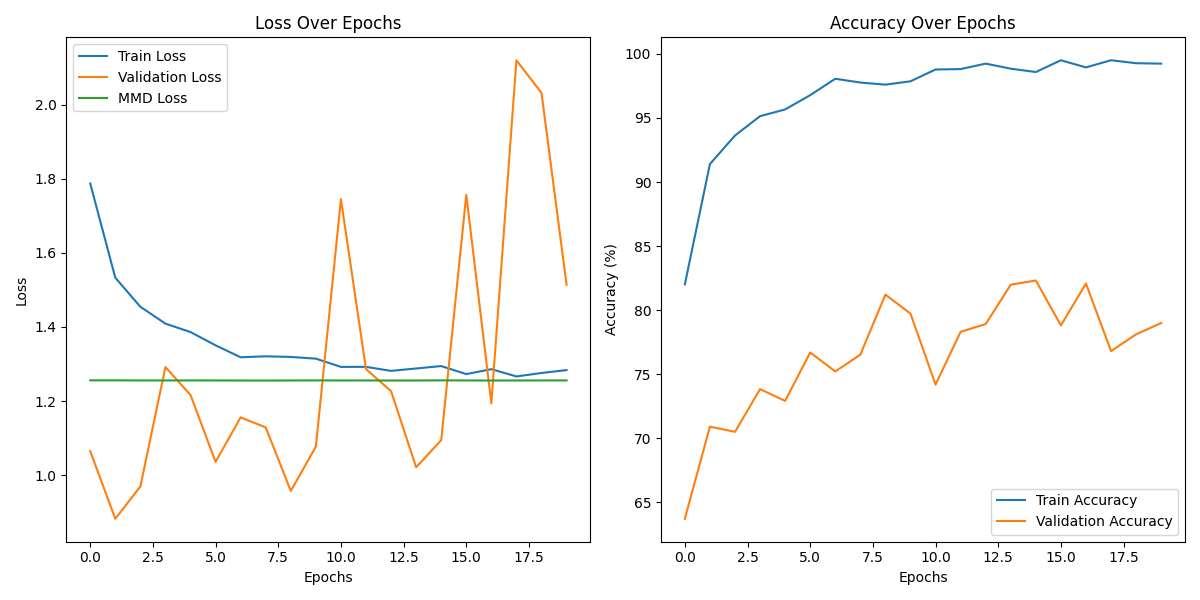 Loss Over Epochs
Train Loss
Validation Loss
MMD Loss
2.0
1.8
1.6
1.4
1.2
1.0
Loss
0.0 2.5 5.0 7.5 10.0 12.5 15.0 17.5
Epochs
Accuracy Over Epochs
100
95
90
85
80
75
70
65
Accuracy (%)
Train Accuracy
Validation Accuracy
0.0 2.5 5.0 7.5 10.0 12.5 15.0 17.5
Epochs